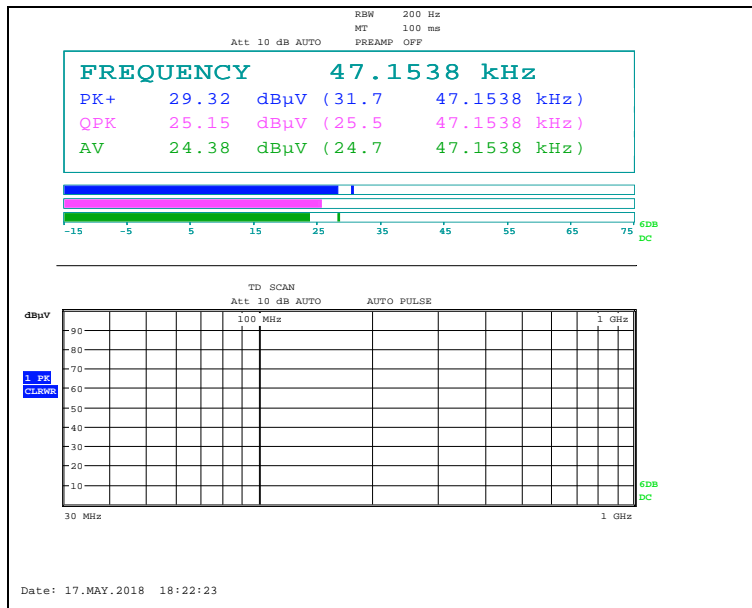 RBW 200 Hz
MT 100 ms
Att 10 dB AUTO PREAMP OFF
FREQUENCY 47.1538 kHz
PK+ 29.32 dBµV (31.7 47.1538 kHz)
QPK 25.15 dBµV (25.5 47.1538 kHz)
AV 24.38 dBµV (24.7 47.1538 kHz)
-15 -5 5 15 25 35 45 55 65 75
6DB
DC
TD SCAN
Att 10 dB AUTO AUTO PULSE
dBµV
100 MHz 1 GHz
90
80
70
1 PK
60
CLRWR
50
40
30
20
10
6DB
DC
30 MHz 1 GHz
Date: 17.MAY.2018 18:22:23